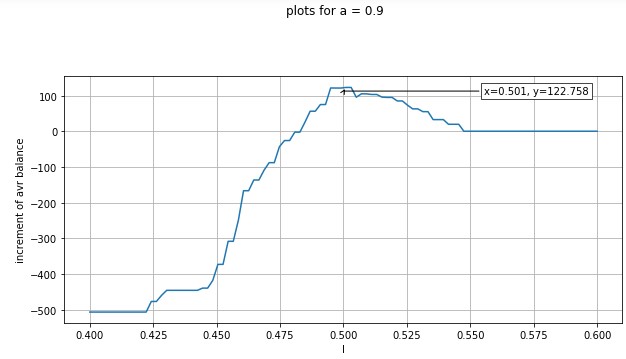 plots for a = 0.9
increment of avr balance
100
0
−100
−200
−300
−400
−500
x=0.501, y=122.758
0.400 0.425 0.450 0.475 0.500 0.525 0.550 0.575 0.600
l